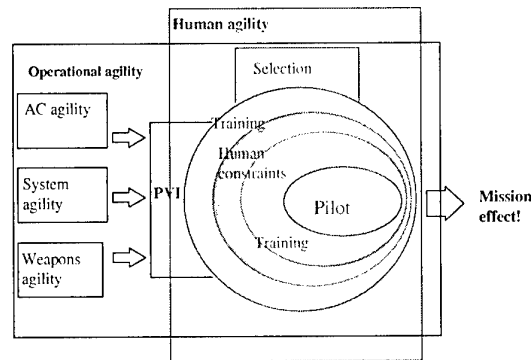 Human agility
Operational agility
Selection
AC agility
Training
Human
constraints
System
agility
PVI
Pilot
Mission
effect!
Training
Weapons
agility